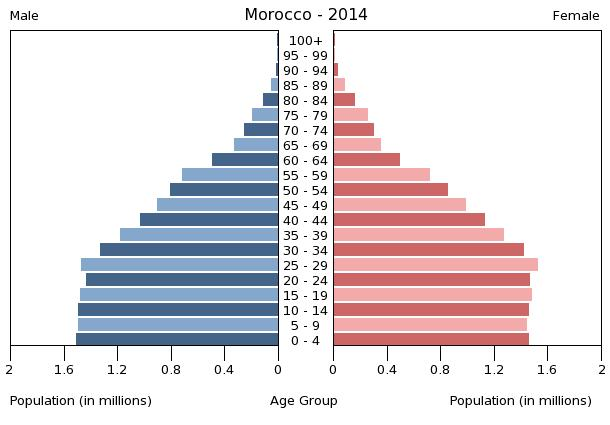 Morocco - 2014
Male
Female
100+
95 - 99
90 - 94
85 - 89
80 - 84
75 - 79
70 - 74
65 - 69
60 - 64
55 - 59
50 - 54
45 - 49
40 - 44
35 - 39
30 - 34
25 - 29
20 - 24
15 - 19
10 - 14
5 - 9
0 - 4
2 1.6 1.2 0.8 0.4 0 0 0.4 0.8 1.2 1.6 2
Population (in millions) Age Group Population (in millions)